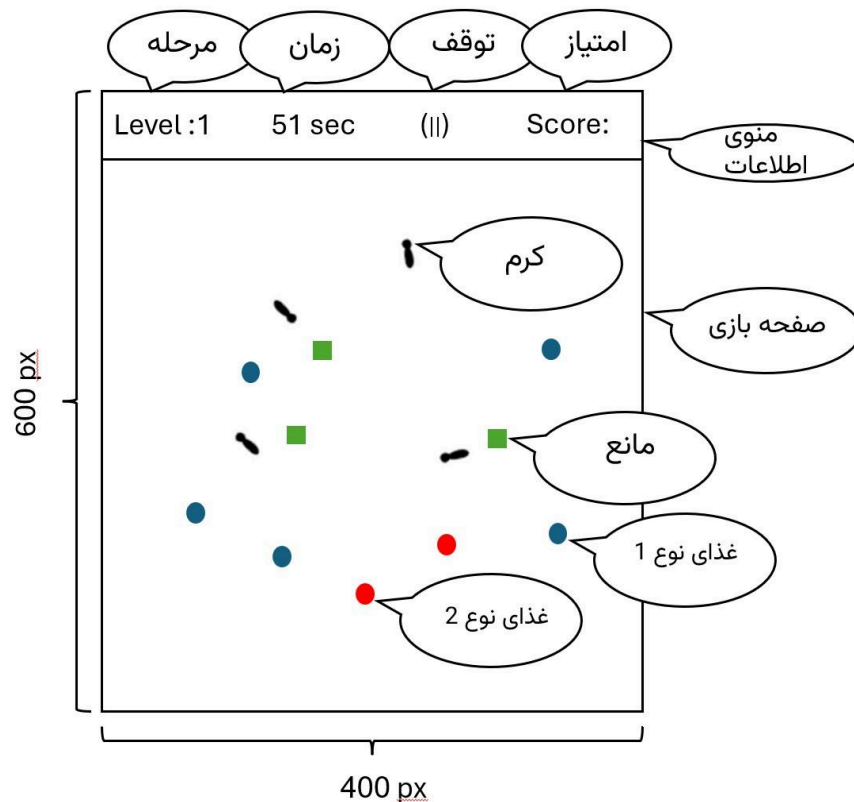 مرحله
زمان
توقف
امتیاز
Level :1
51 sec
(||)
Score:
منوی
اطلاعات
کرم
صفحه بازی
600 px
مانع
غذای نوع 1
غذای نوع 2
400 px